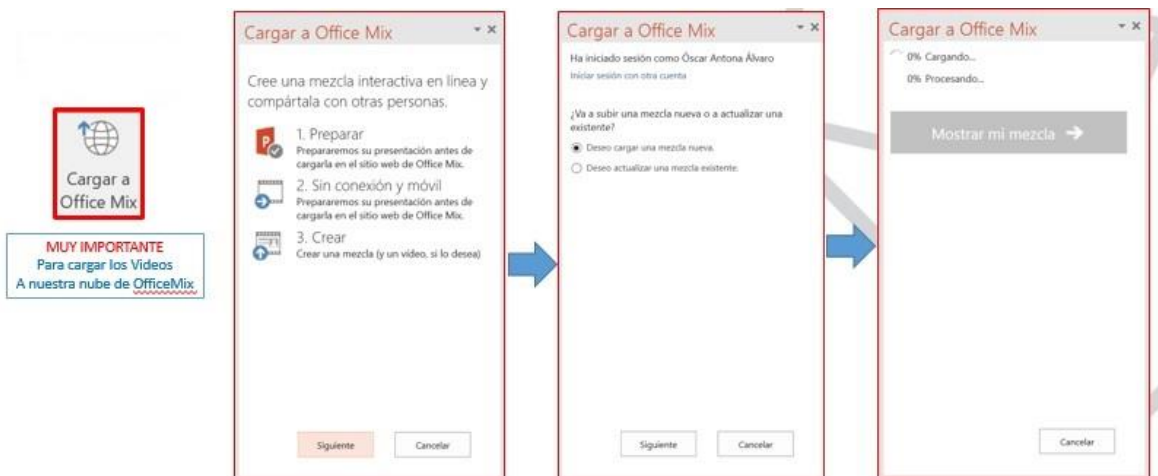 Cargar a
Office Mix
MUY IMPORTANTE
Para cargar los Videos
A nuestra nube de OfficeMix
Cargar a Office Mix
Cree una mezcla interactiva en línea y
compártala con otras personas.
1. Preparar
Prepararemos su presentación antes de
cargarla en el sitio web de Office Mix.
2. Sin conexión y móvil
Prepararemos su presentación antes de
cargarla en el sitio web de Office Mix.
3. Crear
Crear una mezcla (y un vídeo, si lo desea)
Siguiente
Cancelar
Cargar a Office Mix
Ha iniciado sesión como Óscar Antona Álvaro
Iniciar sesión con otra cuenta
¿Va a subir una mezcla nueva o a actualizar una
existente?
Deseo cargar una mezcla nueva.
Deseo actualizar una mezcla existente.
Siguiente
Cancelar
Cargar a Office Mix
0% Cargando...
0% Procesando...
Mostrar mi mezcla
Cancelar